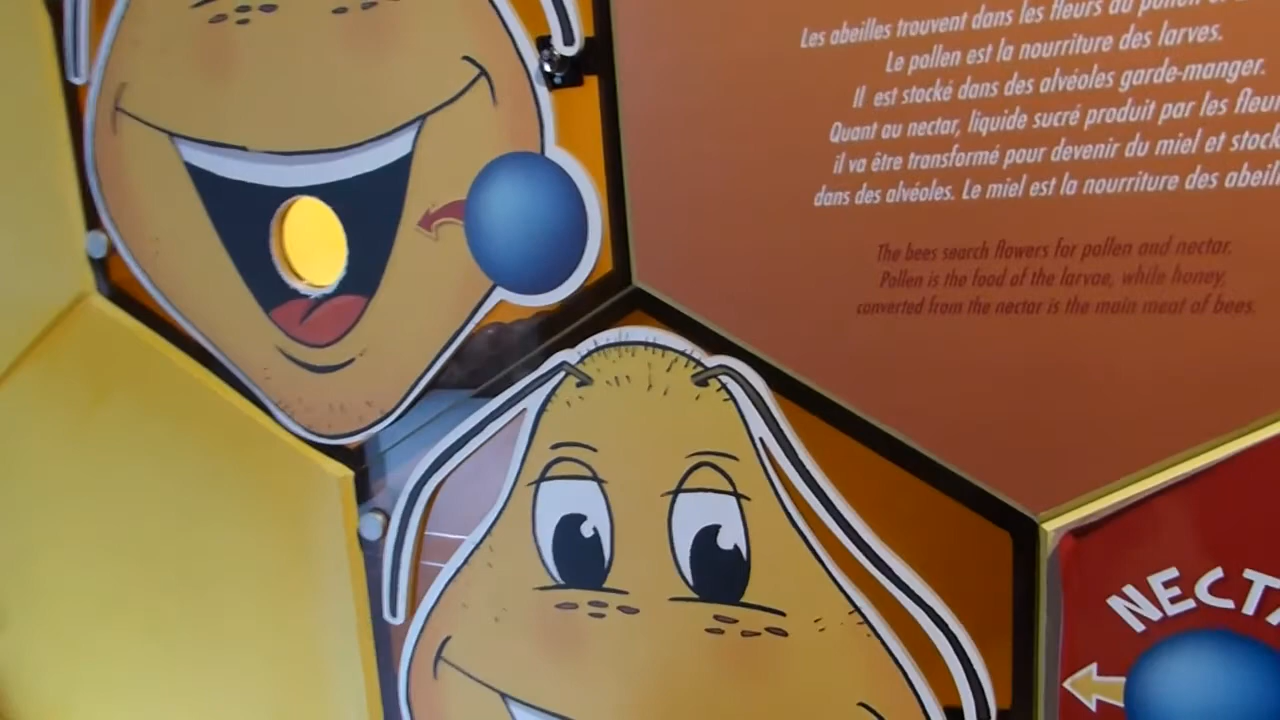 Les abeilles trouvent dans les fleurs du pollen et
Le pollen est la nourriture des larves.
Il est stocké dans des alvéoles garde-manger.
Quant au nectar, liquide sucré produit par les fleu
il va être transformé pour devenir du miel et stock
dans des alvéoles. Le miel est la nourriture des abeil
The bees search flowers for pollen and nectar.
Pollen is the food of the larvae, while honey,
converted from the nectar is the main meat of bees.
NECTA